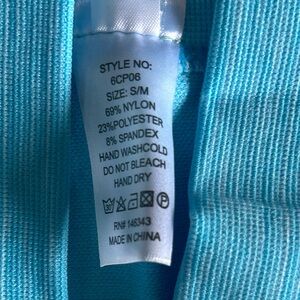 STYLE NO:
6CP06
SIZE: S/M
69% NYLON
23%POLYESTER
8% SPANDEX
HAND WASHCOLD
DO NOT BLEACH
HAND DRY
RN# 146343
MADE IN CHINA